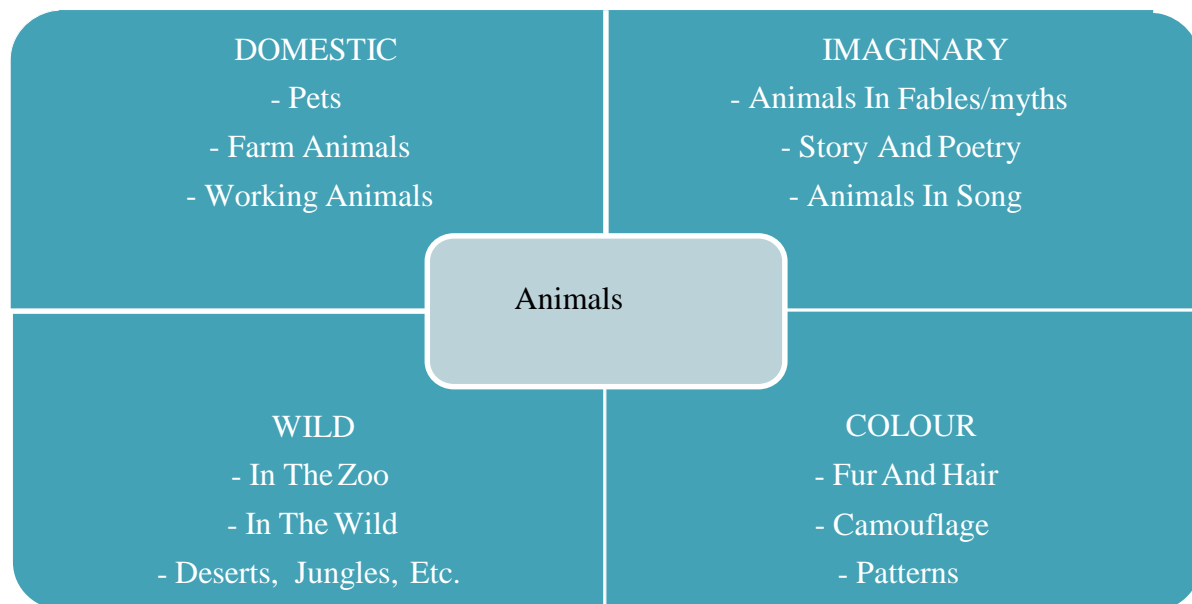 DOMESTIC
- Pets
- Farm Animals
- Working Animals
IMAGINARY
- Animals In Fables/myths
- Story And Poetry
- Animals In Song
Animals
WILD
- In The Zoo
- In The Wild
- Deserts, Jungles, Etc.
COLOUR
- Fur And Hair
- Camouflage
- Patterns